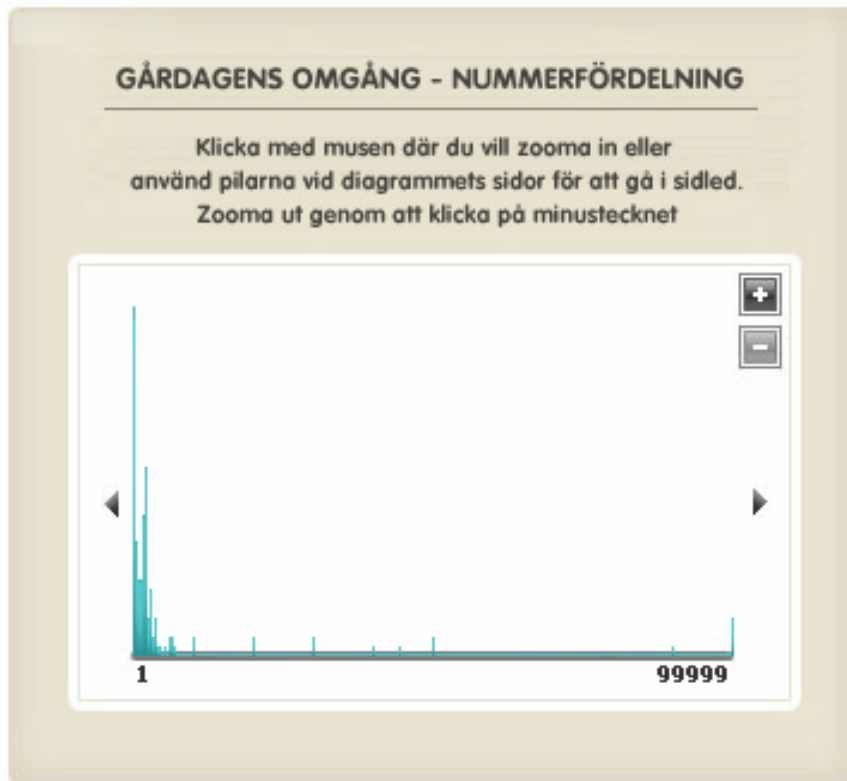 GÅRDAGENS OMGÅNG - NUMMERFÖRDELNING
Klicka med musen där du vill zooma in eller
använd pilarna vid diagrammets sidor för att gå i sidled.
Zooma ut genom att klicka på minustecknet
1 99999